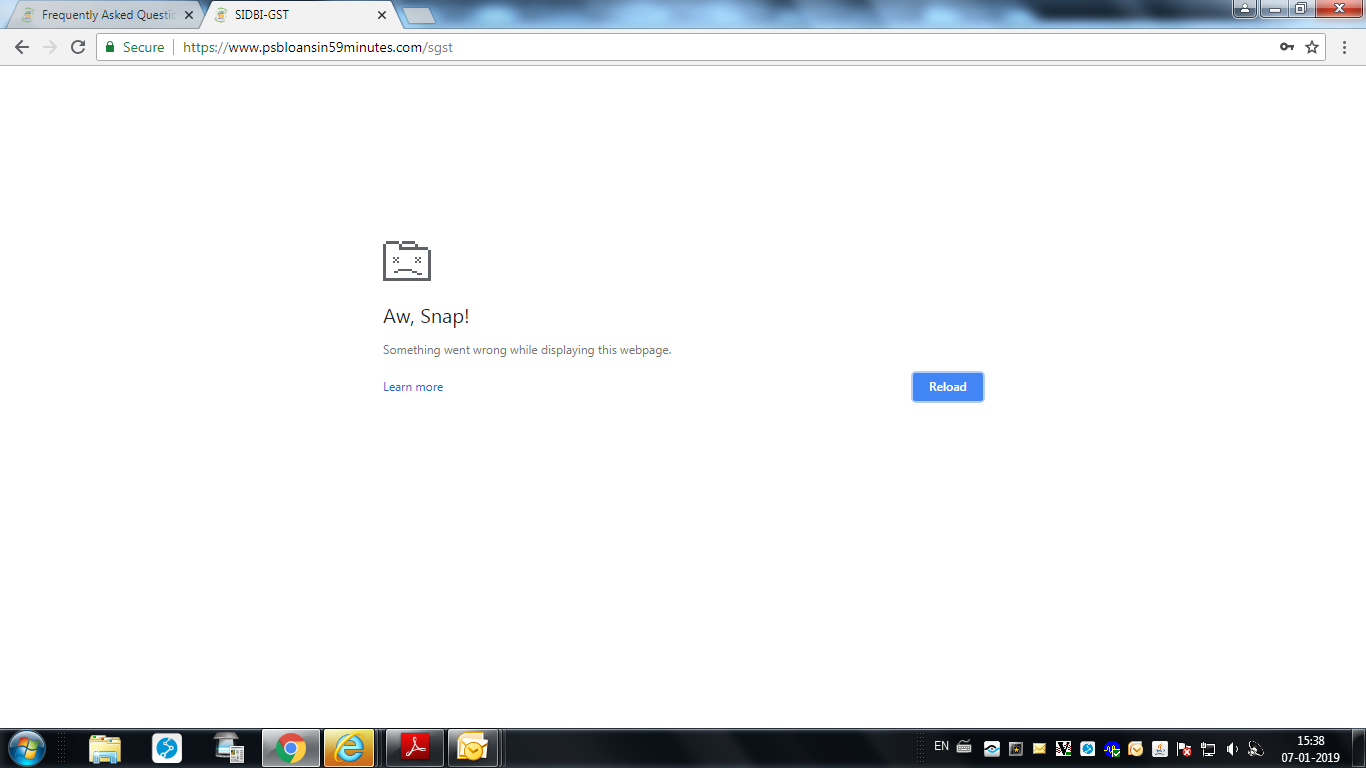 Frequently Asked Questic
SIDBI-GST
Secure
https://www.psbloansin59minutes.com/sgst
Aw, Snap!
Something went wrong while displaying this webpage.
Learn more
Reload
EN
15:38
07-01-2019